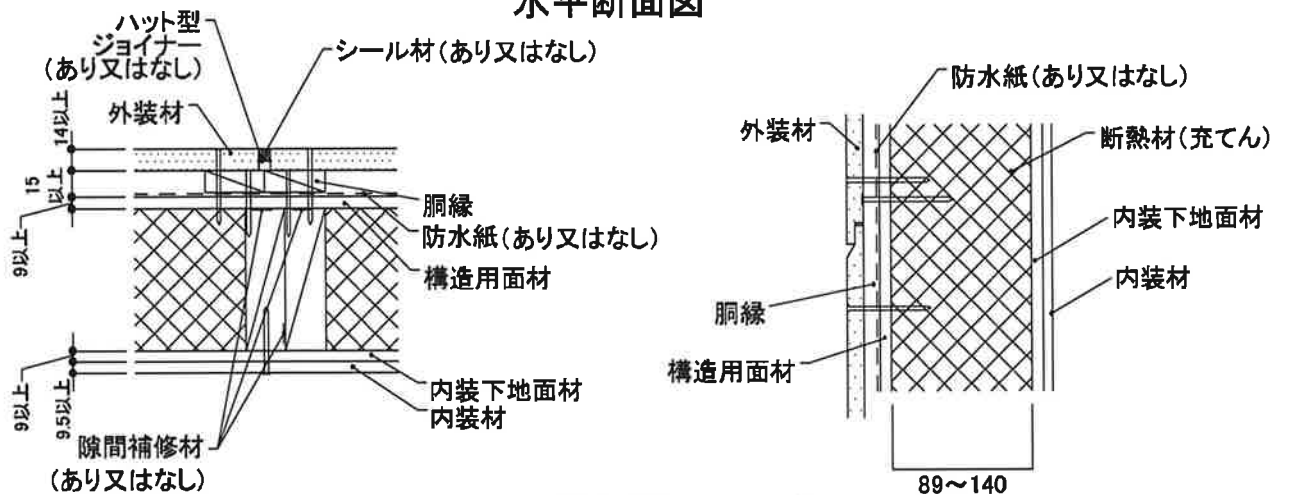 水平断面図
ハット型
ジョイナー
(あり又はなし)
シール材(あり又はなし)
外装材
14以上
15
以上
9以上
胴縁
防水紙(あり又はなし)
構造用面材
9以上
9.5以上
内装下地面材
内装材
隙間補修材
(あり又はなし)
防水紙(あり又はなし)
外装材
断熱材(充てん)
内装下地面材
内装材
胴縁
構造用面材
89～140